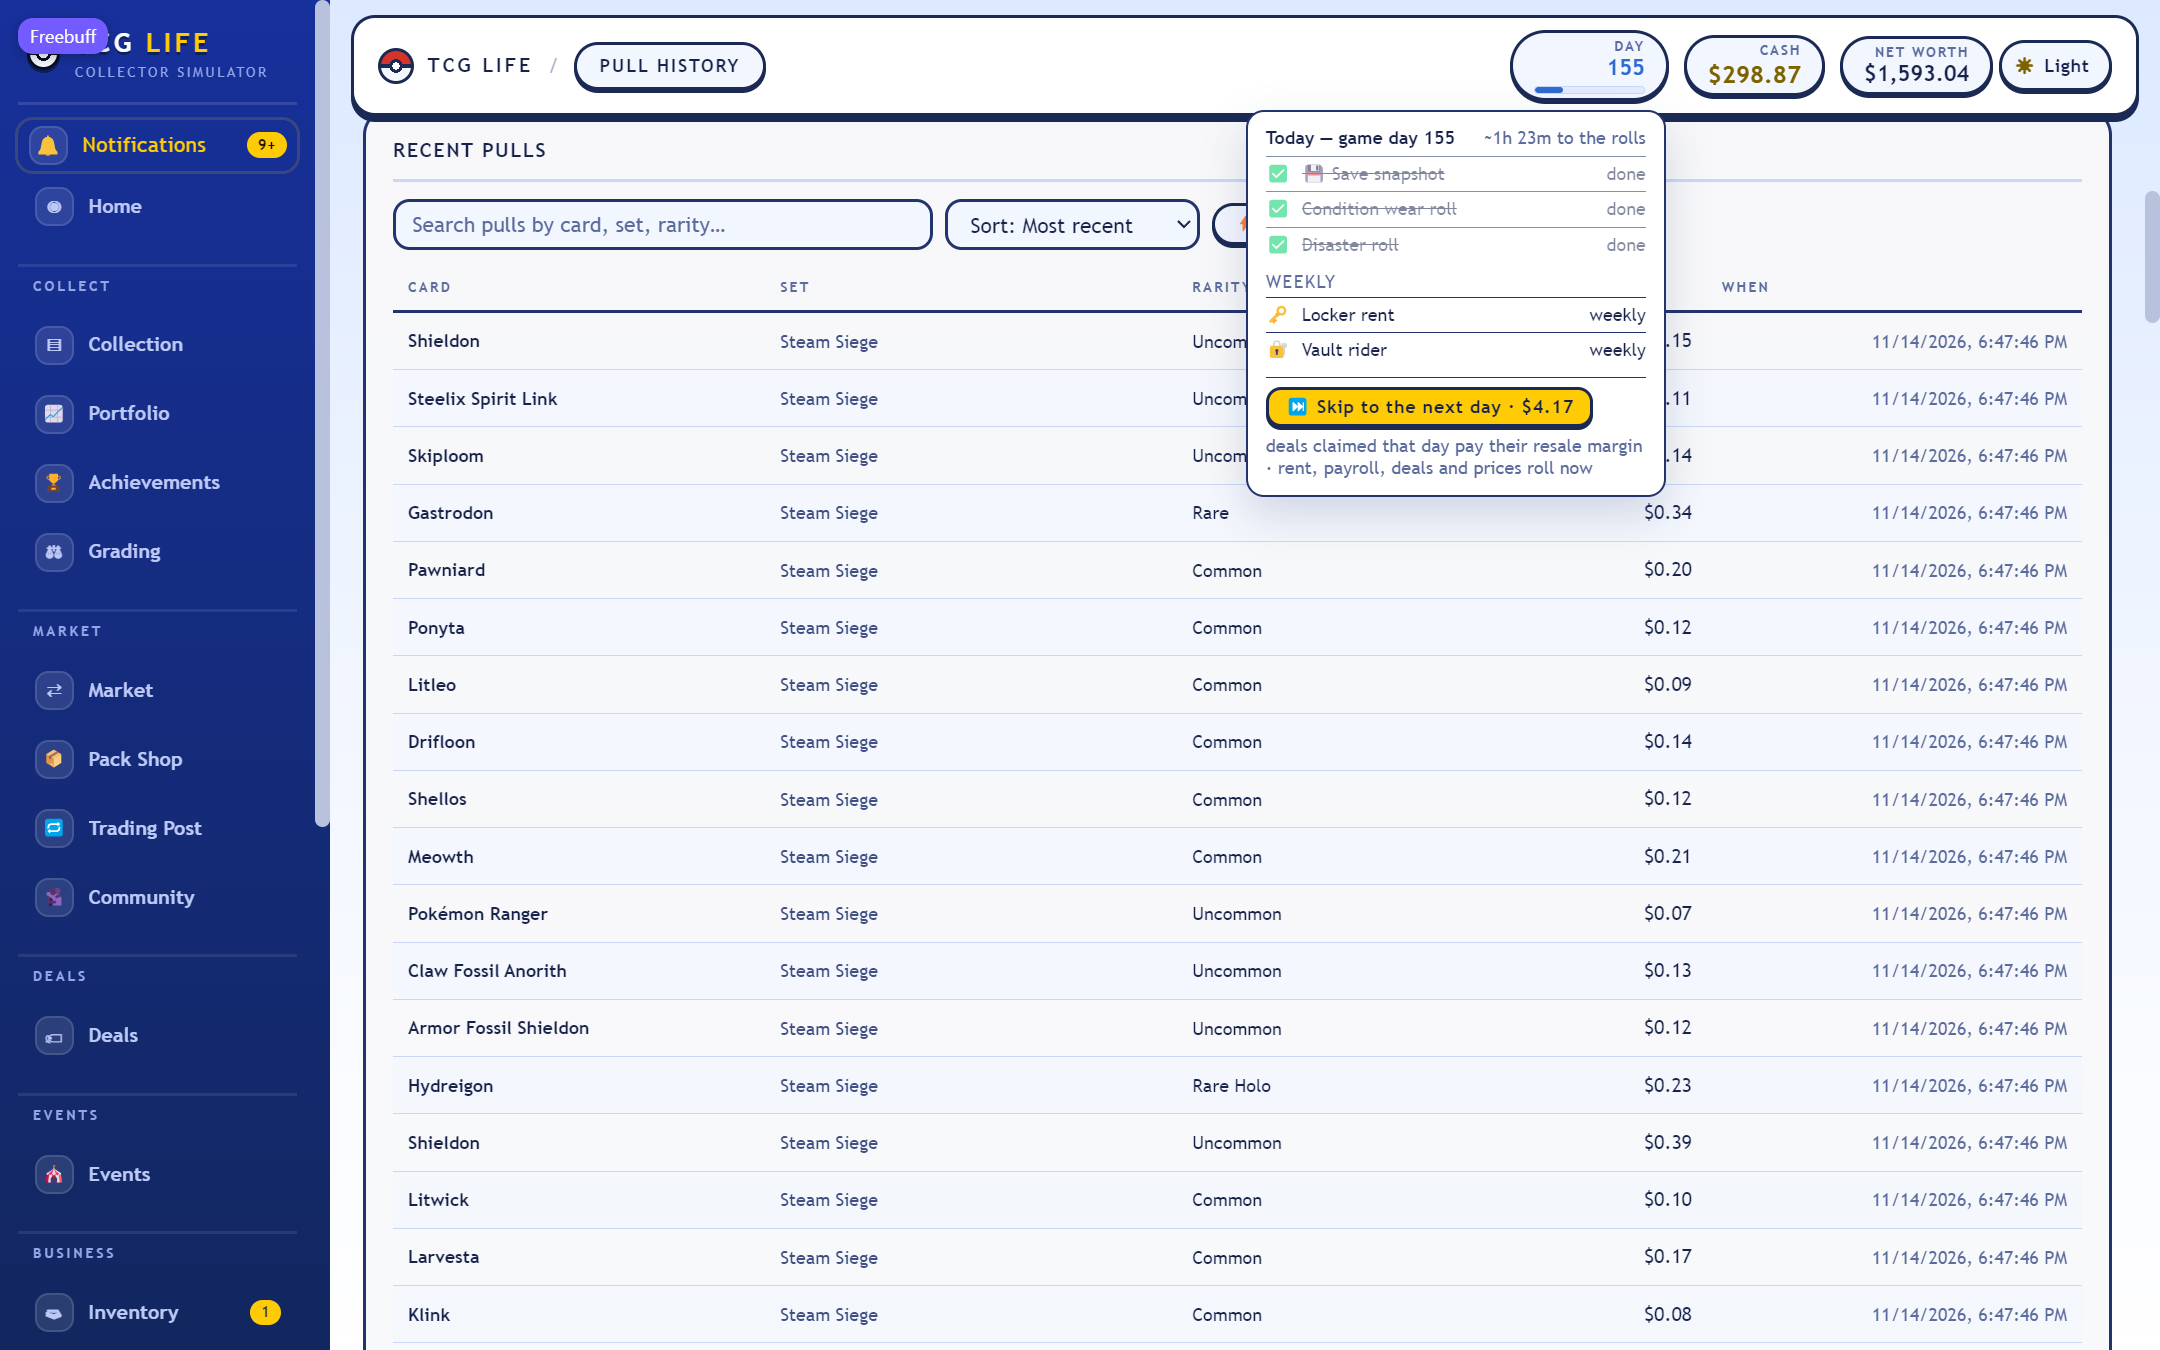 Freebuff
CG LIFE
COLLECTOR SIMULATOR
Notifications 9+
Home
COLLECT
Collection
Portfolio
Achievements
Grading
MARKET
Market
Pack Shop
Trading Post
Community
DEALS
Deals
EVENTS
Events
BUSINESS
Inventory 1
TCG LIFE / PULL HISTORY
DAY
155
CASH
$298.87
NET WORTH
$1,593.04
Light
Today — game day 155 ~1h 23m to the rolls
Save snapshot done
Condition wear roll done
Disaster roll done
WEEKLY
Locker rent weekly
Vault rider weekly
Skip to the next day · $4.17
deals claimed that day pay their resale margin
· rent, payroll, deals and prices roll now
RECENT PULLS
Search pulls by card, set, rarity...
Sort: Most recent
CARD SET RARITY WHEN
Shieldon Steam Siege Uncom .15 11/14/2026, 6:47:46 PM
Steelix Spirit Link Steam Siege Uncom .11 11/14/2026, 6:47:46 PM
Skiploom Steam Siege Uncom .14 11/14/2026, 6:47:46 PM
Gastrodon Steam Siege Rare $0.34 11/14/2026, 6:47:46 PM
Pawniard Steam Siege Common $0.20 11/14/2026, 6:47:46 PM
Ponyta Steam Siege Common $0.12 11/14/2026, 6:47:46 PM
Litleo Steam Siege Common $0.09 11/14/2026, 6:47:46 PM
Drifloon Steam Siege Common $0.14 11/14/2026, 6:47:46 PM
Shellos Steam Siege Common $0.12 11/14/2026, 6:47:46 PM
Meowth Steam Siege Common $0.21 11/14/2026, 6:47:46 PM
Pokémon Ranger Steam Siege Uncommon $0.07 11/14/2026, 6:47:46 PM
Claw Fossil Anorith Steam Siege Uncommon $0.13 11/14/2026, 6:47:46 PM
Armor Fossil Shieldon Steam Siege Uncommon $0.12 11/14/2026, 6:47:46 PM
Hydreigon Steam Siege Rare Holo $0.23 11/14/2026, 6:47:46 PM
Shieldon Steam Siege Uncommon $0.39 11/14/2026, 6:47:46 PM
Litwick Steam Siege Common $0.10 11/14/2026, 6:47:46 PM
Larvesta Steam Siege Common $0.17 11/14/2026, 6:47:46 PM
Klink Steam Siege Common $0.08 11/14/2026, 6:47:46 PM